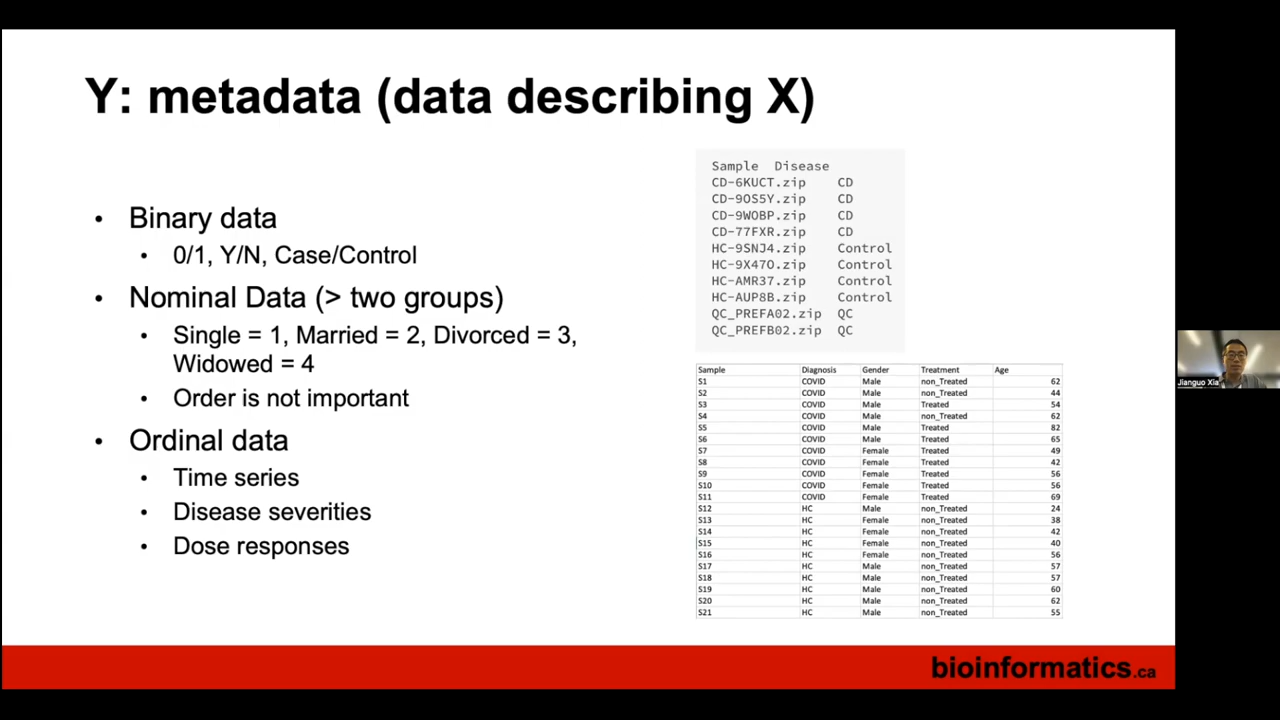 Y: metadata (data describing X)
• Binary data
• 0/1, Y/N, Case/Control
• Nominal Data (> two groups)
• Single = 1, Married = 2, Divorced = 3,
Widowed = 4
• Order is not important
• Ordinal data
• Time series
• Disease severities
• Dose responses
Sample Disease
CD-6KUCT.zip CD
CD-9OS5Y.zip CD
CD-9WOBP.zip CD
CD-77FXR.zip CD
HC-9SNJ4.zip Control
HC-9X47O.zip Control
HC-AMR37.zip Control
HC-AUP8B.zip Control
QC_PREFA02.zip QC
QC_PREFB02.zip QC
Sample Diagnosis Gender Treatment Age
S1 COVID Male non_Treated 62
S2 COVID Male non_Treated 44
S3 COVID Male Treated 54
S4 COVID Male non_Treated 62
S5 COVID Male Treated 82
S6 COVID Male Treated 65
S7 COVID Female Treated 49
S8 COVID Female Treated 42
S9 COVID Female Treated 56
S10 COVID Female Treated 56
S11 COVID Female Treated 69
S12 HC Male non_Treated 24
S13 HC Female non_Treated 38
S14 HC Female non_Treated 42
S15 HC Female non_Treated 40
S16 HC Female non_Treated 56
S17 HC Male non_Treated 57
S18 HC Male non_Treated 57
S19 HC Male non_Treated 60
S20 HC Male non_Treated 62
S21 HC Male non_Treated 55
Jianguo Xia
bioinformatics.ca